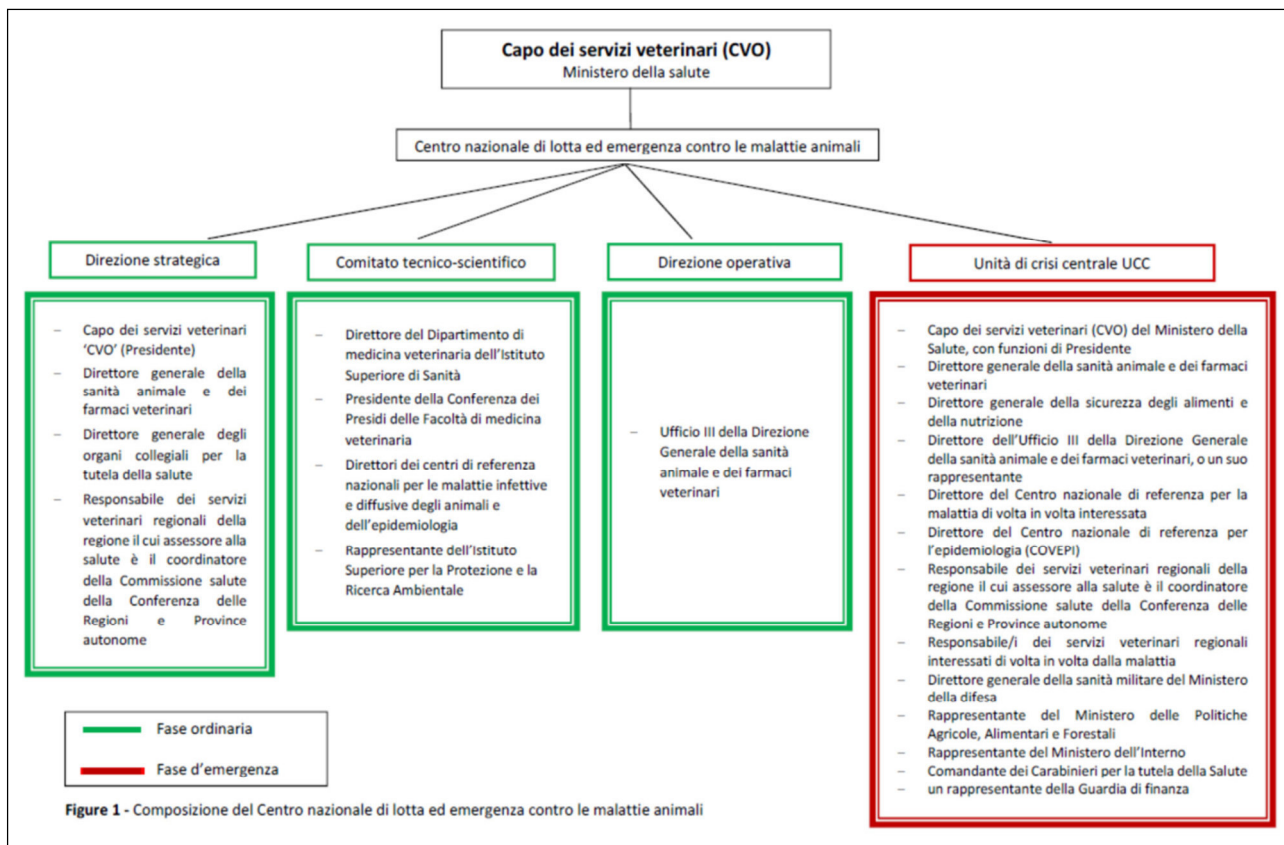 Capo dei servizi veterinari (CVO)
Ministero della salute
Centro nazionale di lotta ed emergenza contro le malattie animali
Direzione strategica
– Capo dei servizi veterinari
'CVO' (Presidente)
– Direttore generale della
sanità animale e dei
farmaci veterinari
– Direttore generale degli
organi collegiali per la
tutela della salute
– Responsabile dei servizi
veterinari regionali della
regione il cui assessore alla
salute è il coordinatore
della Commissione salute
della Conferenza delle
Regioni e Province
autonome
Comitato tecnico-scientifico
– Direttore del Dipartimento di
medicina veterinaria dell'Istituto
Superiore di Sanità
– Presidente della Conferenza dei
Presidi delle Facoltà di medicina
veterinaria
– Direttori dei centri di referenza
nazionali per le malattie infettive
e diffusive degli animali e
dell'epidemiologia
– Rappresentante dell'Istituto
Superiore per la Protezione e la
Ricerca Ambientale
Direzione operativa
– Ufficio III della Direzione
Generale della sanità
animale e dei farmaci
veterinari
Unità di crisi centrale UCC
– Capo dei servizi veterinari (CVO) del Ministero della
Salute, con funzioni di Presidente
– Direttore generale della sanità animale e dei farmaci
veterinari
– Direttore generale della sicurezza degli alimenti e
della nutrizione
– Direttore dell'Ufficio III della Direzione Generale
della sanità animale e dei farmaci veterinari, o un suo
rappresentante
– Direttore del Centro nazionale di referenza per la
malattia di volta in volta interessata
– Direttore del Centro nazionale di referenza per
l'epidemiologia (COVEPI)
– Responsabile dei servizi veterinari regionali della
regione il cui assessore alla salute è il coordinatore
della Commissione salute della Conferenza delle
Regioni e Province autonome
– Responsabile/i dei servizi veterinari regionali
interessati di volta in volta dalla malattia
– Direttore generale della sanità militare del Ministero
della difesa
– Rappresentante del Ministero delle Politiche
Agricole, Alimentari e Forestali
– Rappresentante del Ministero dell'Interno
– Comandante dei Carabinieri per la tutela della Salute
– un rappresentante della Guardia di finanza
Fase ordinaria
Fase d'emergenza
Figure 1 - Composizione del Centro nazionale di lotta ed emergenza contro le malattie animali